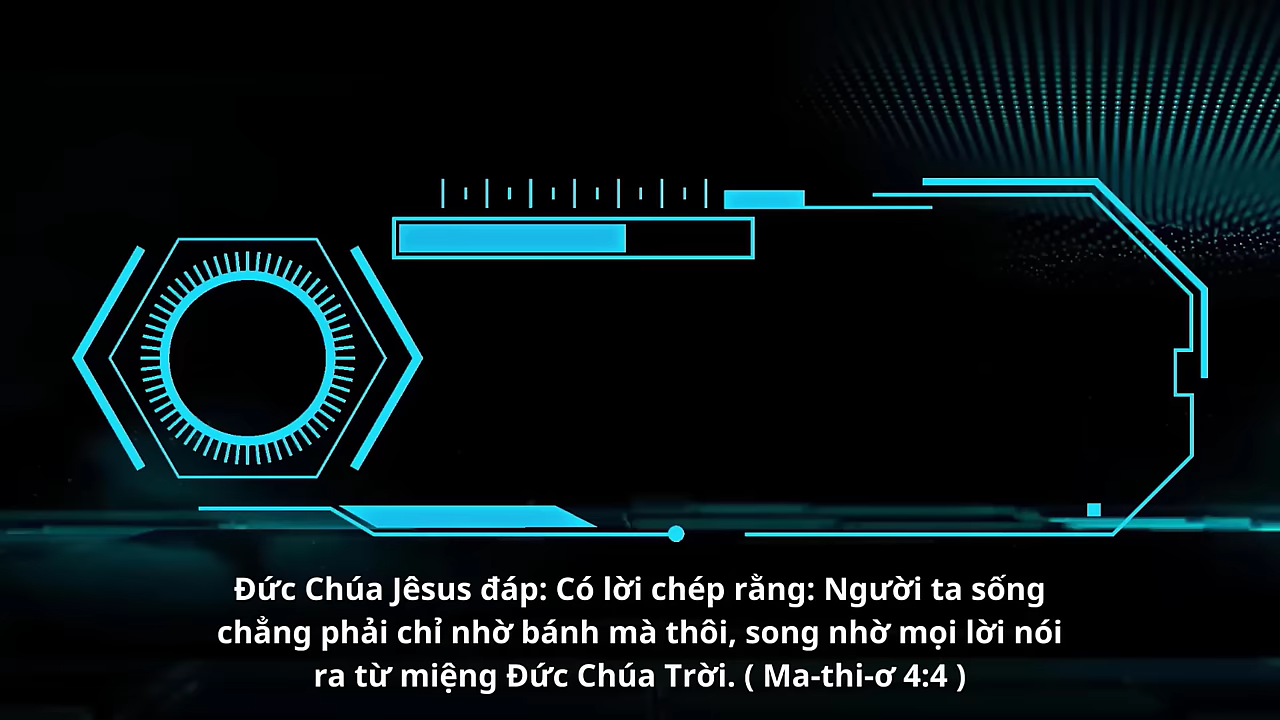 Đức Chúa Jêsus đáp: Có lời chép rằng: Người ta sống
chẳng phải chỉ nhờ bánh mà thôi, song nhờ mọi lời nói
ra từ miệng Đức Chúa Trời. ( Ma-thi-ơ 4:4 )